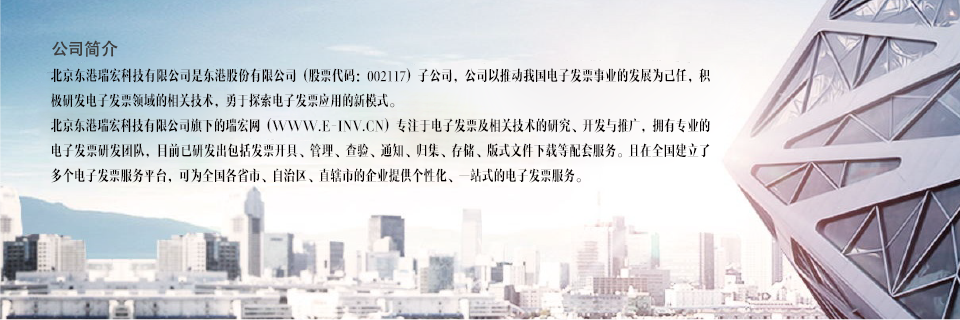 公司简介
北京东港瑞宏科技有限公司是东港股份有限公司（股票代码：002117）子公司，公司以推动我国电子发票事业的发展为己任，积
极研发电子发票领域的相关技术，勇于探索电子发票应用的新模式。
北京东港瑞宏科技有限公司旗下的瑞宏网（WWW.E-INV.CN）专注于电子发票及相关技术的研究、开发与推广，拥有专业的
电子发票研发团队，目前已研发出包括发票开具、管理、查验、通知、归集、存储、版式文件下载等配套服务。且在全国建立了
多个电子发票服务平台，可为全国各省市、自治区、直辖市的企业提供个性化、一站式的电子发票服务。